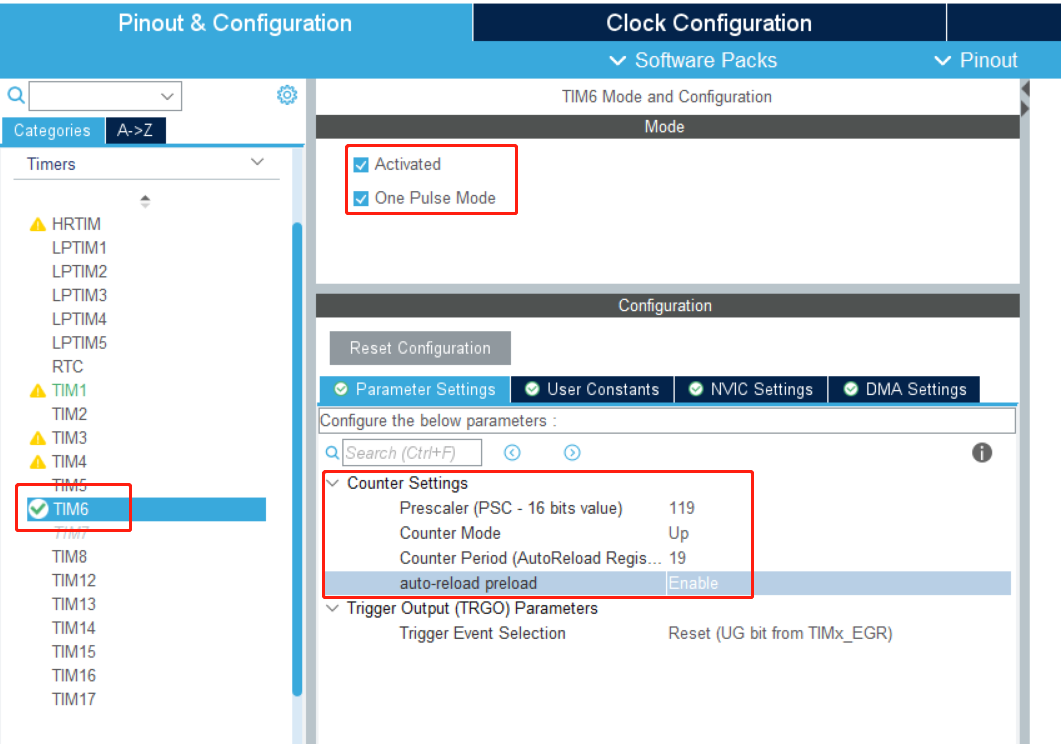 Pinout & Configuration
Clock Configuration
Software Packs
Pinout
TIM6 Mode and Configuration
Categories
A->Z
Mode
Timers
Activated
One Pulse Mode
HRTIM
LPTIM1
LPTIM2
LPTIM3
LPTIM4
LPTIM5
RTC
TIM1
TIM2
TIM3
TIM4
TIM5
TIM6
TIM7
TIM8
TIM12
TIM13
TIM14
TIM15
TIM16
TIM17
Configuration
Reset Configuration
Parameter Settings
User Constants
NVIC Settings
DMA Settings
Configure the below parameters :
Search (Ctrl+F)
Counter Settings
Prescaler (PSC - 16 bits value) 119
Counter Mode Up
Counter Period (AutoReload Regis... 19
auto-reload preload Enable
Trigger Output (TRGO) Parameters
Trigger Event Selection Reset (UG bit from TIMx_EGR)